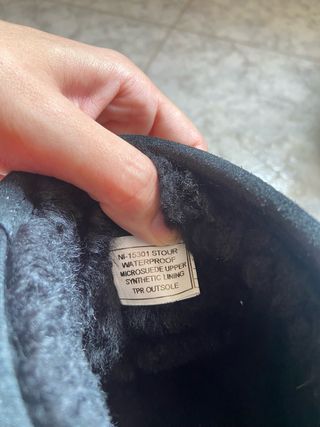 NI-15301 STOUR
WATERPROOF
MICROSUEDE UPPER
SYNTHETIC LINING
TPR OUTSOLE